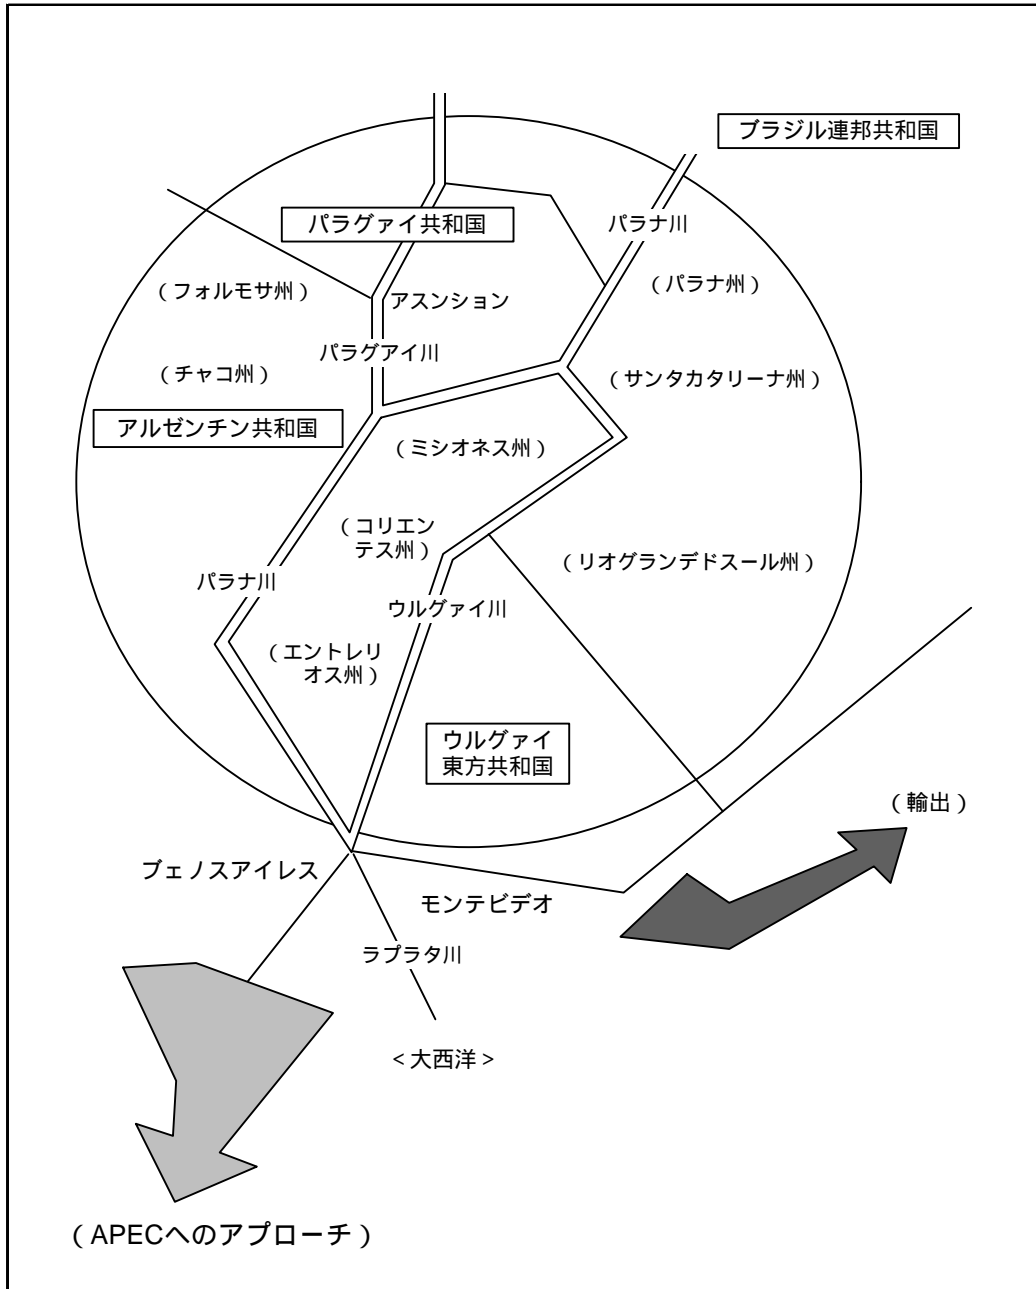 ブラジル連邦共和国
パラグァイ共和国
パラナ川
（フォルモサ州）
アスンション
（パラナ州）
パラグアイ川
（チャコ州）
（サンタカタリーナ州）
アルゼンチン共和国
（ミシオネス州）
（コリエン
テス州）
（リオグランデドスール州）
パラナ川
ウルグァイ川
（エントレリ
オス州）
ウルグァイ
東方共和国
（輸出）
ブェノスアイレス
モンテビデオ
ラプラタ川
<大西洋>
（APECへのアプローチ）